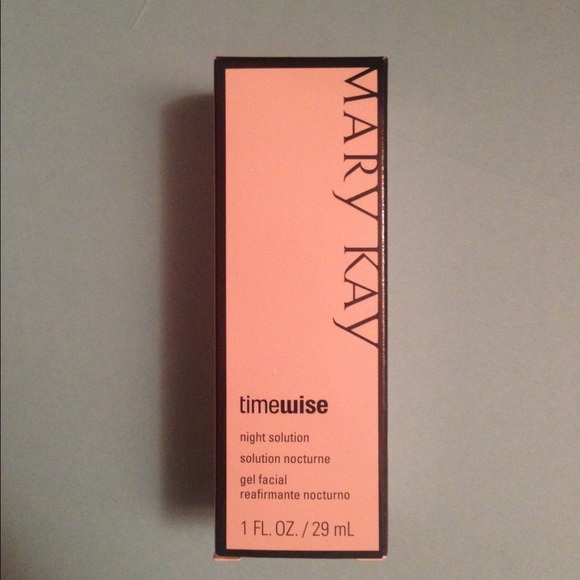 MARY KAY
timewise
night solution
solution nocturne
gel facial
reafirmante nocturno
1 FL. OZ. / 29 mL